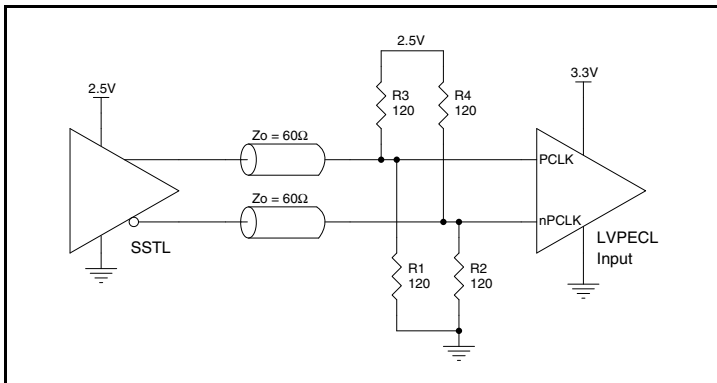 2.5V
2.5V
3.3V
R3
120
R4
120
Zo = 60Ω
PCLK
Zo = 60Ω
nPCLK
SSTL
LVPECL
Input
R1
120
R2
120